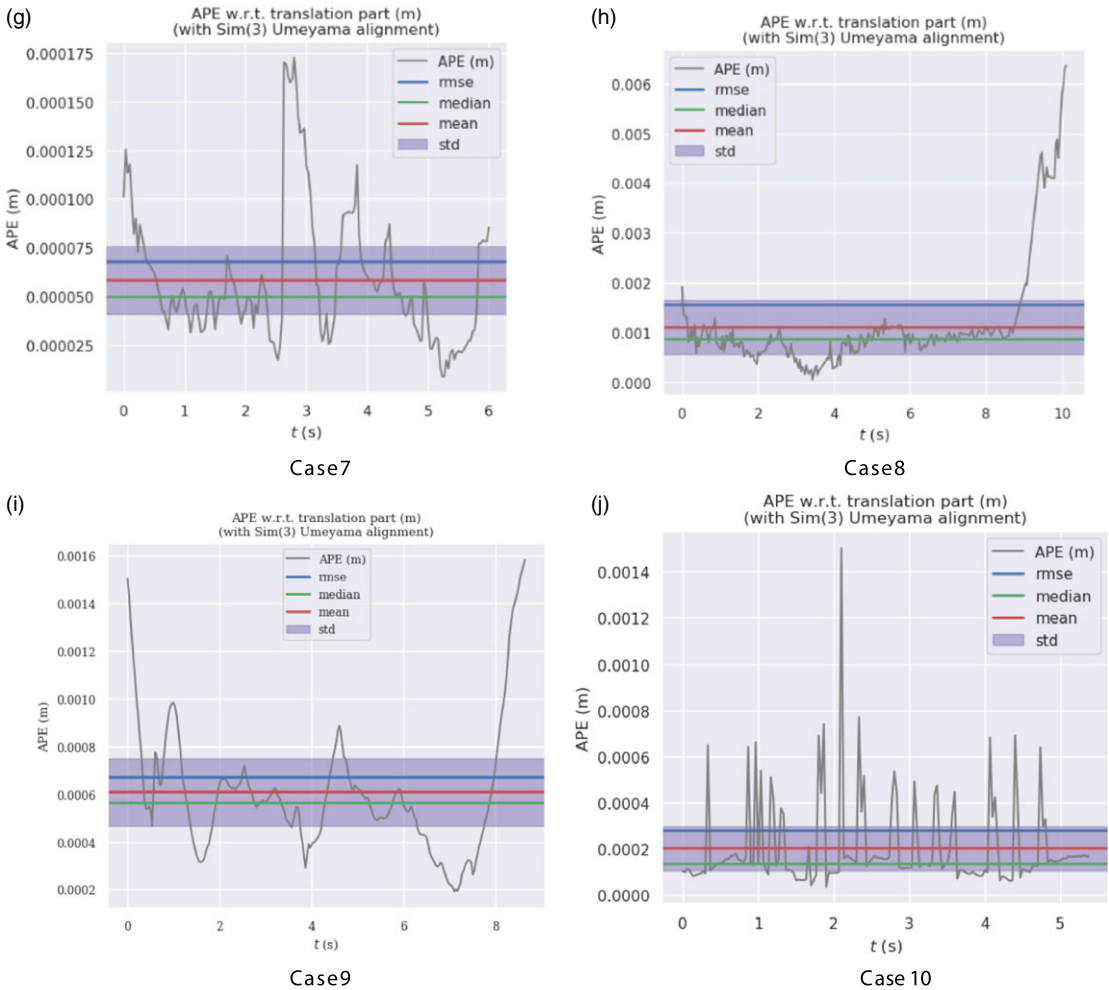 (g)
APE w.r.t. translation part (m)
(with Sim(3) Umeyama alignment)
0.000175
0.000150
0.000125
0.000100
0.000075
0.000050
0.000025
APE (m)
APE (m)
rmse
median
mean
std
0 1 2 3 4 5 6
t (s)
Case7
(h)
APE w.r.t. translation part (m)
(with Sim(3) Umeyama alignment)
0.006
0.005
0.004
0.003
0.002
0.001
0.000
APE (m)
APE (m)
rmse
median
mean
std
0 2 4 6 8 10
t (s)
Case8
(i)
APE w.r.t. translation part (m)
(with Sim(3) Umeyama alignment)
0.0016
0.0014
0.0012
0.0010
0.0008
0.0006
0.0004
0.0002
APE (m)
APE (m)
rmse
median
mean
std
0 2 4 6 8
t (s)
Case9
(j)
APE w.r.t. translation part (m)
(with Sim(3) Umeyama alignment)
0.0014
0.0012
0.0010
0.0008
0.0006
0.0004
0.0002
0.0000
APE (m)
APE (m)
rmse
median
mean
std
0 1 2 3 4 5
t (s)
Case 10